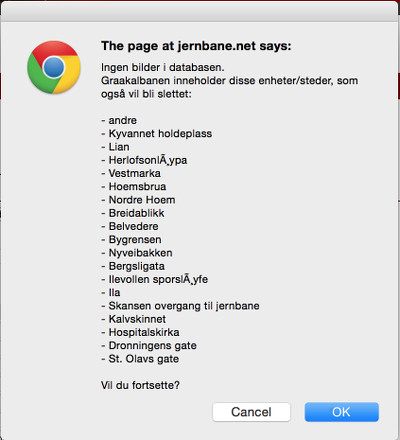 The page at jernbane.net says:
Ingen bilder i databasen.
Graakalbanen inneholder disse enheter/steder, som
også vil bli slettet:
- andre
- Kyvannet holdeplass
- Lian
- HerlofsonlÃ¸ypa
- Vestmarka
- Hoemsbrua
- Nordre Hoem
- Breidablikk
- Belvedere
- Bygrensen
- Nyveibakken
- Bergsligata
- Ilevollen sporslÃ¸yfe
- Ila
- Skansen overgang til jernbane
- Kalvskinnet
- Hospitalskirka
- Dronningens gate
- St. Olavs gate
Vil du fortsette?
Cancel
OK